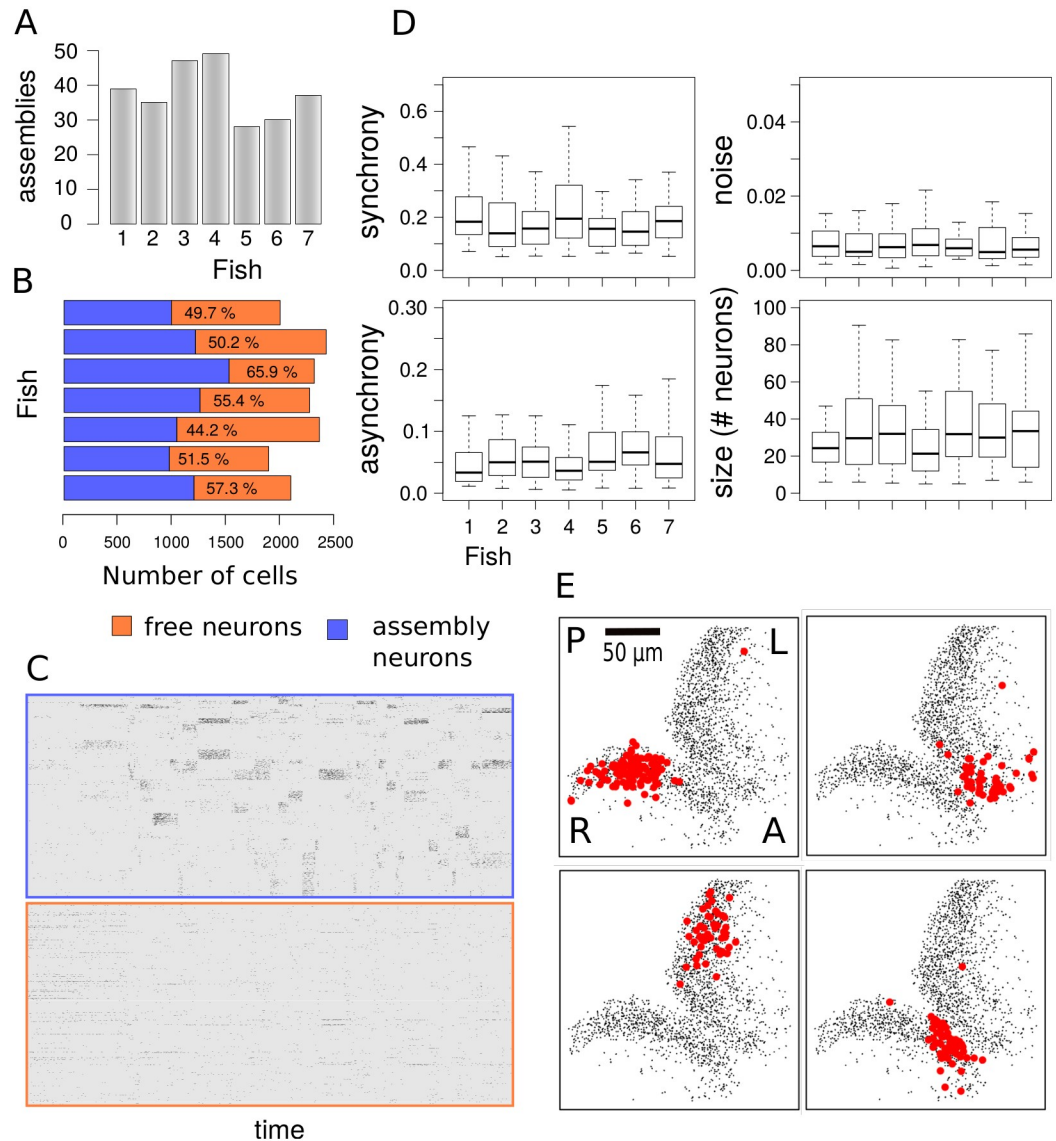 A
assemblies
50
40
30
20
10
0
1 2 3 4 5 6 7
Fish
B
Fish
49.7 %
50.2 %
65.9 %
55.4 %
44.2 %
51.5 %
57.3 %
0 500 1000 1500 2000 2500
Number of cells
free neurons
assembly
neurons
C
time
D
synchrony
0.6
0.4
0.2
0.0
noise
0.04
0.02
0.00
asynchrony
0.30
0.1
0.1
0.0
1 2 3 4 5 6 7
Fish
size (# neurons)
100
80
60
40
20
0
E
P
50 µm
L
R
A